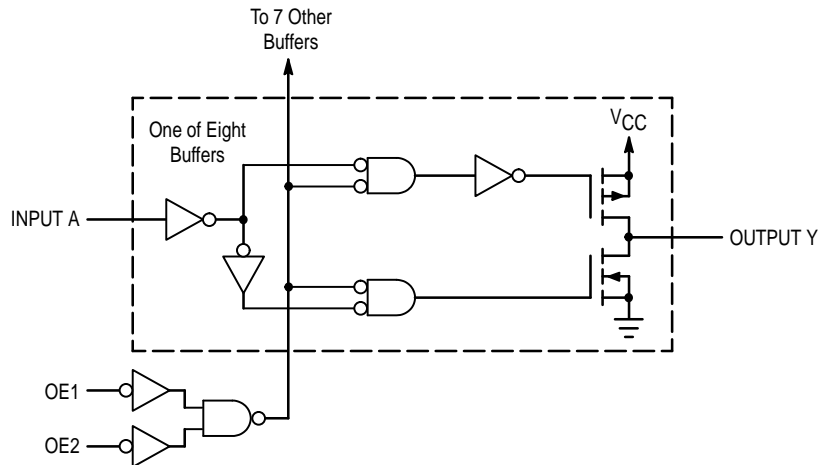 To 7 Other
Buffers
One of Eight
Buffers
VCC
INPUT A
OUTPUT Y
OE1
OE2